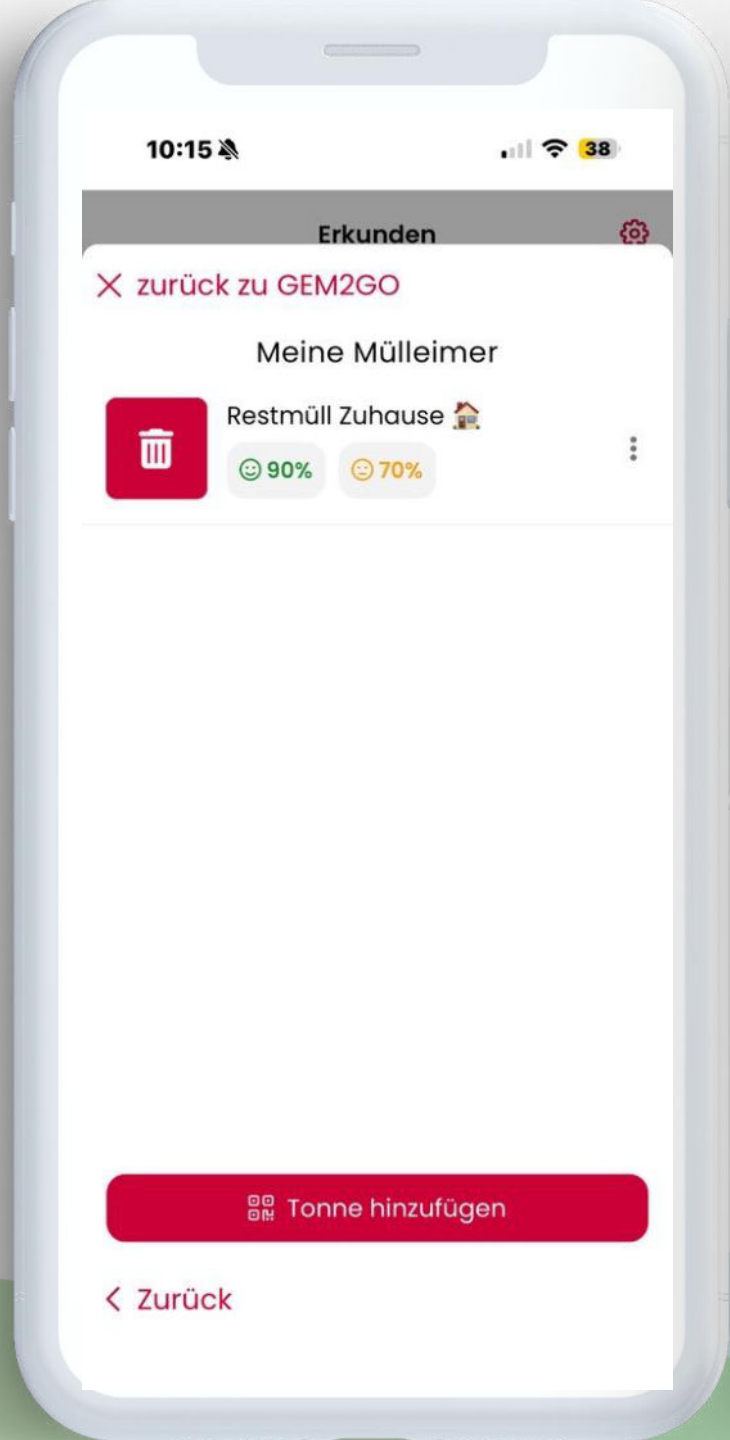 10:15
38
Erkunden
zurück zu GEM2GO
Meine Mülleimer
Restmüll Zuhause 🏠
90% 70%
Tonne hinzufügen
Zurück